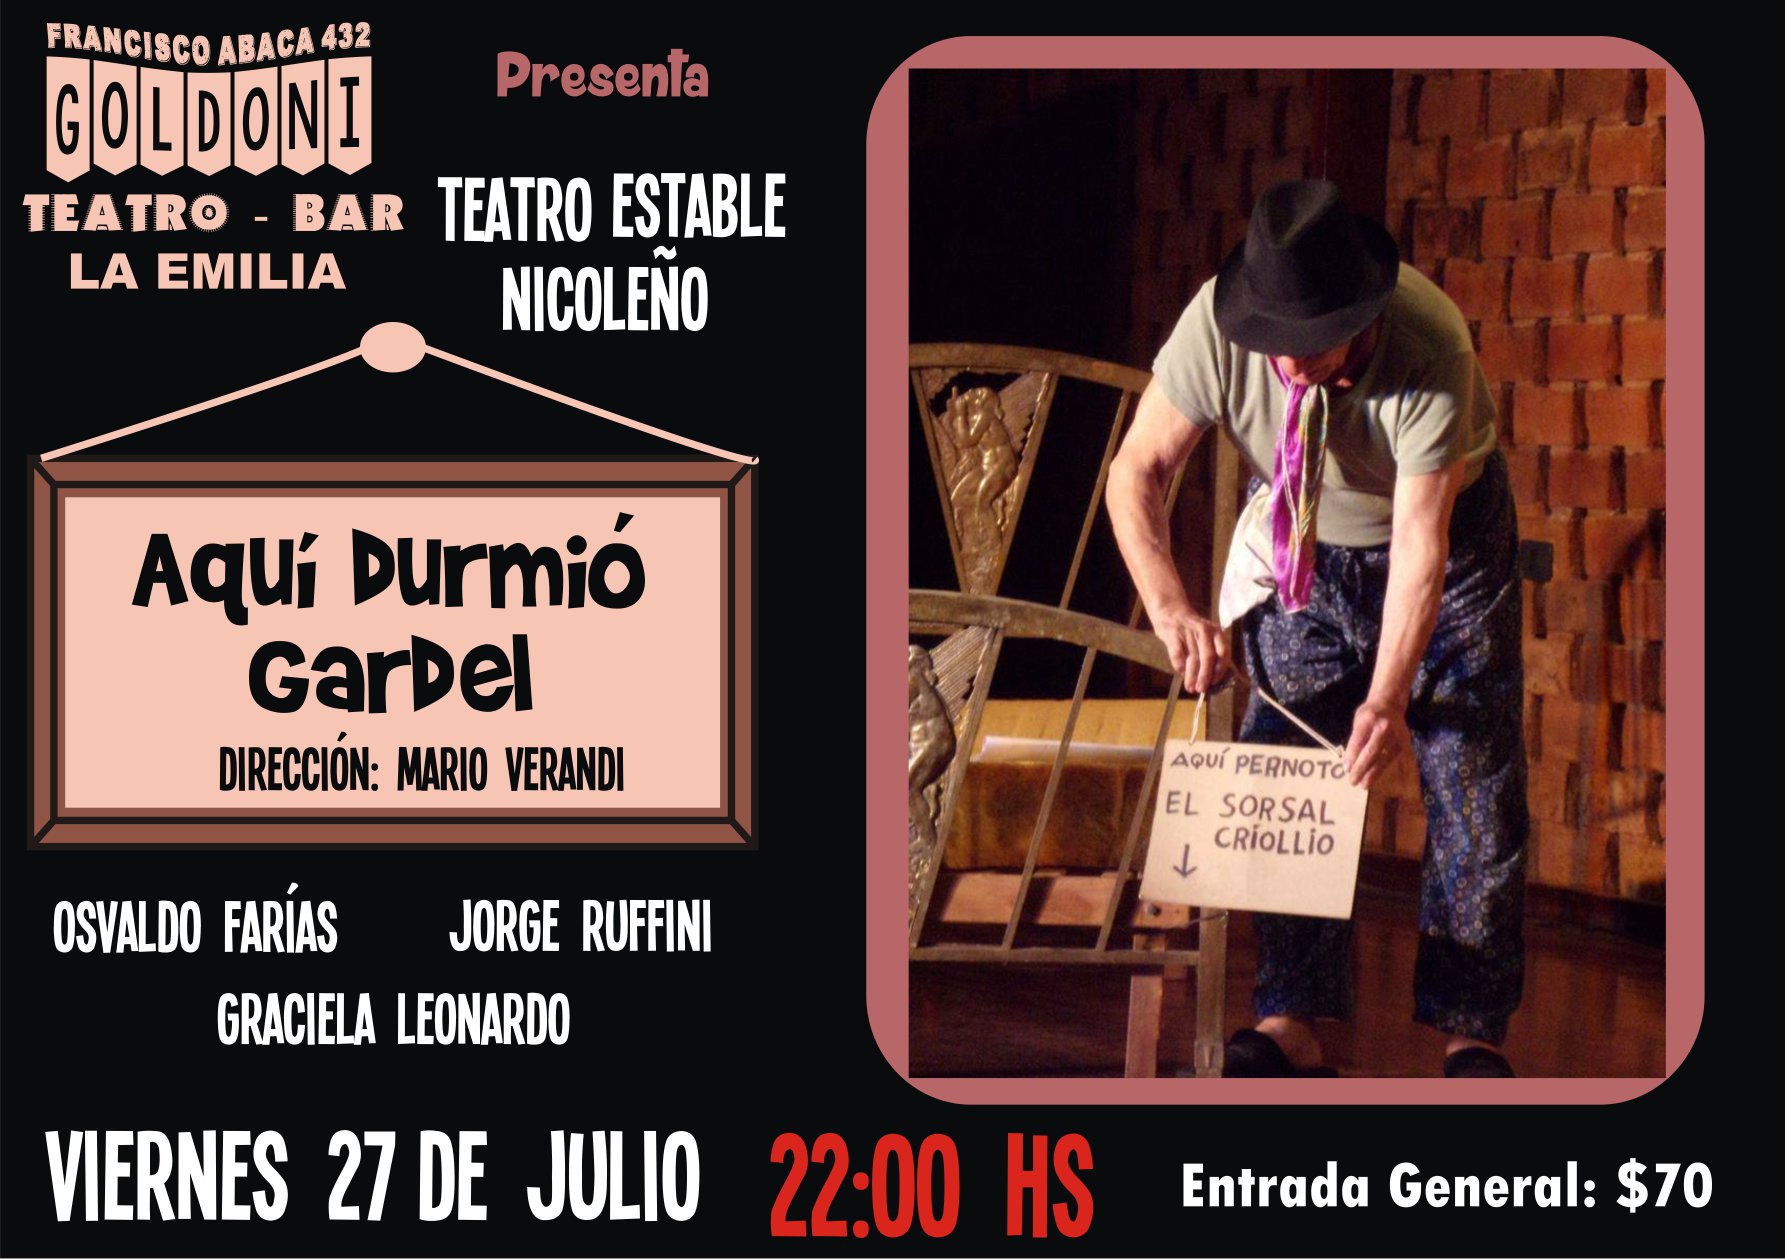 FRANCISCO ABACA 432
GOLDONI
TEATRO - BAR
LA EMILIA
Presenta
TEATRO ESTABLE
NICOLEÑO
Aquí Durmió
Gardel
DIRECCIÓN: MARIO VERANDI
OSVALDO FARÍAS JORGE RUFFINI
GRACIELA LEONARDO
AQUÍ PERNOTO
EL SORSAL
CRIOLLIO
VIERNES 27 DE JULIO 22:00 HS
Entrada General: $70